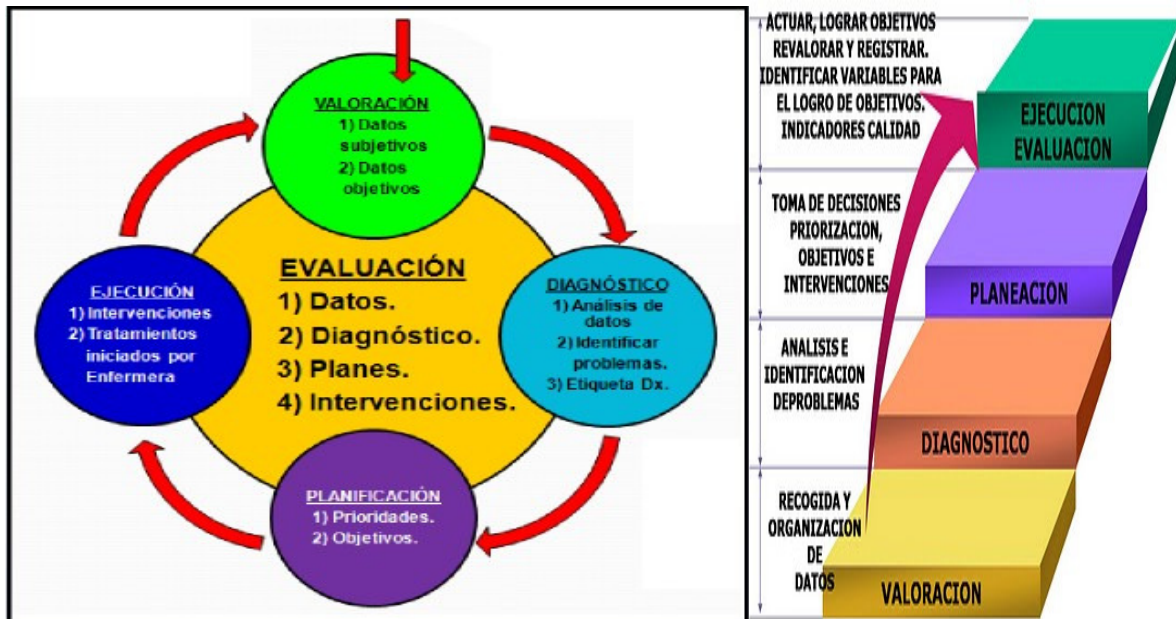 VALORACIÓN
1) Datos
subjetivos
2) Datos
objetivos
EVALUACIÓN
1) Datos.
2) Diagnóstico.
3) Planes.
4) Intervenciones.
DIAGNÓSTICO
1) Análisis de
datos
2) Identificar
problemas.
3) Etiqueta Dx.
PLANIFICACIÓN
1) Prioridades.
2) Objetivos.
EJECUCIÓN
1) Intervenciones
2) Tratamientos
iniciados por
Enfermera
ACTUAR, LOGRAR OBJETIVOS
REVALORAR Y REGISTRAR.
IDENTIFICAR VARIABLES PARA
EL LOGRO DE OBJETIVOS.
INDICADORES CALIDAD
EJECUCION
EVALUACION
TOMA DE DECISIONES
PRIORIZACION,
OBJETIVOS E
INTERVENCIONES
PLANEACION
ANALISIS E
IDENTIFICACION
DEPROBLEMAS
DIAGNOSTICO
RECOGIDA Y
ORGANIZACION
DE
DATOS
VALORACION